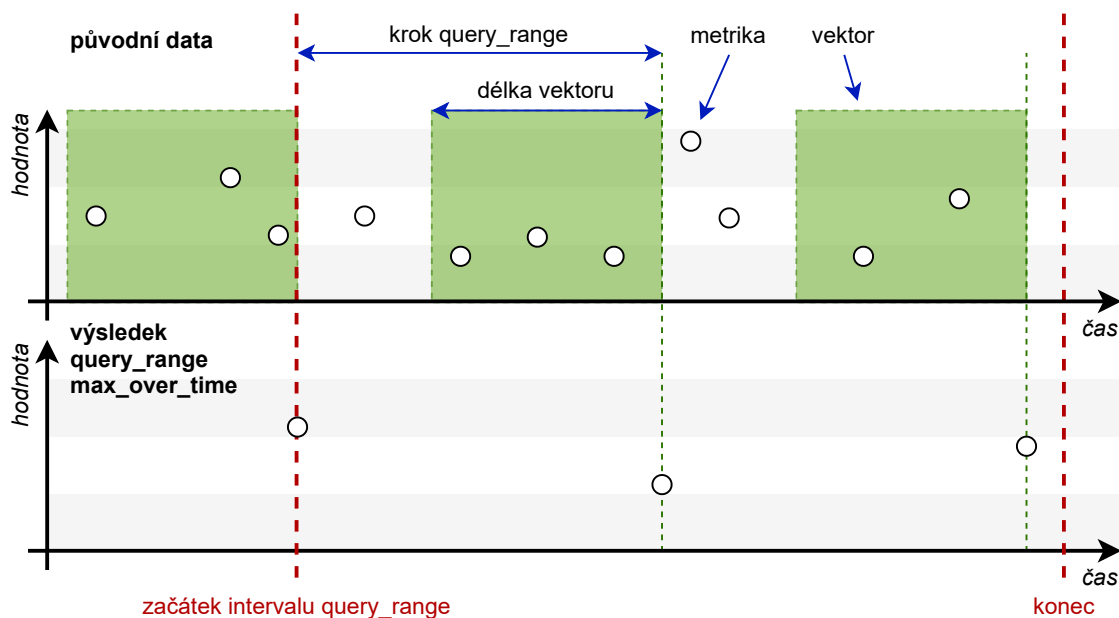 původní data
krok query_range
metrika
vektor
délka vektoru
hodnota
čas
výsledek
query_range
max_over_time
hodnota
čas
začátek intervalu query_range
konec